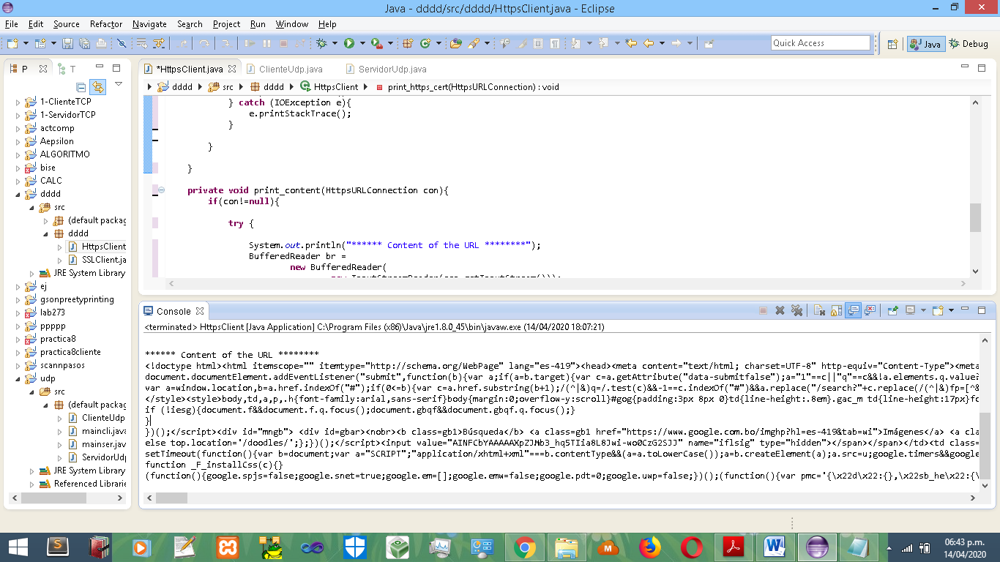 Java - dddd/src/dddd/HttpsClient.java - Eclipse
File Edit Source Refactor Navigate Search Project Run Window Help
Quick Access
Java
Debug
P
T
1-ClienteTCP
1-ServidorTCP
actcomp
Aepsilon
ALGORITMO
bise
CALC
dddd
src
(default packag
dddd
HttpsClient
SSLClient.ja
JRE System Library
ej
gsonpreetyprinting
lab273
ppppp
practica8
practica8cliente
scannpasos
udp
src
(default packag
ClienteUdp
maincli.java
mainser.java
ServidorUdp
JRE System Library
Referenced Librarie
*HttpsClient.java ClienteUdp.java ServidorUdp.java
dddd src dddd HttpsClient print_https_cert(HttpsURLConnection) : void
} catch (IOException e){
e.printStackTrace();
}
}
}
private void print_content(HttpsURLConnection con){
if(con!=null){
try {
System.out.println("****** Content of the URL ********");
BufferedReader br =
new BufferedReader(
new InputStreamReader(con.getInputStream()));
Console
<terminated> HttpsClient [Java Application] C:\Program Files (x86)\Java\jre1.8.0_45\bin\javaw.exe (14/04/2020 18:07:21)
****** Content of the URL ********
<!doctype html><html itemscope="" itemtype="http://schema.org/WebPage" lang="es-419"><head><meta content="text/html; charset=UTF-8" http-equiv="Content-Type"><meta
document.documentElement.addEventListener("submit",function(b){var a;if(a=b.target){var c=a.getAttribute("data-submitfalse");a="1"==c||"q"==c&&!a.elements.q.value?
var a=window.location,b=a.href.indexOf("#");if(0<=b){var c=a.href.substring(b+1);/(^|&)q=/.test(c)&&-1==c.indexOf("#")&&a.replace("/search?"+c.replace(/(^|&)fp=[^&
</style><style>body,td,a,p,.h{font-family:arial,sans-serif}body{margin:0;overflow-y:scroll}#gog{padding:3px 8px 0}td{line-height:.8em}.gac_m td{line-height:17px}fo
if (!iesg){document.f&&document.f.q.focus();document.gbqf&&document.gbqf.q.focus();}
}
})();</script><div id="mngb"> <div id=gbar><nobr><b class=gb1>Búsqueda</b> <a class=gb1 href="https://www.google.com.bo/imghp?hl=es-419&tab=wi">Imágenes</a> <a cla
else top.location='/doodles/';};})();</script><input value="AINFCbYAAAAAXpZJMb3_hq5TIia8L8Jwi-wo0CzG2SJJ" name="iflsig" type="hidden"></span></span></td><td class=
setTimeout(function(){var b=document;var a="SCRIPT";"application/xhtml+xml"===b.contentType&&(a=a.toLowerCase());a=b.createElement(a);a.src=u;google.timers&&google
function _F_installCss(c){}
(function(){google.spjs=false;google.snet=true;google.em=[];google.emw=false;google.pdt=0;google.uwp=false;})();(function(){var pmc='{\x22d\x22:{},\x22sb_he\x22:{\
06:43 p.m.
14/04/2020